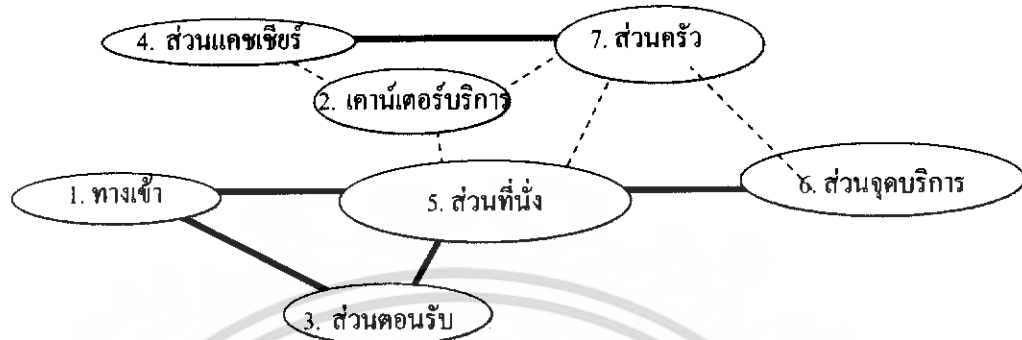 4. ส่วนแคชเชียร์
7. ส่วนครัว
2. เคาน์เตอร์บริการ
1. ทางเข้า
5. ส่วนที่นั่ง
6. ส่วนจุดบริการ
3. ส่วนตอนรับ